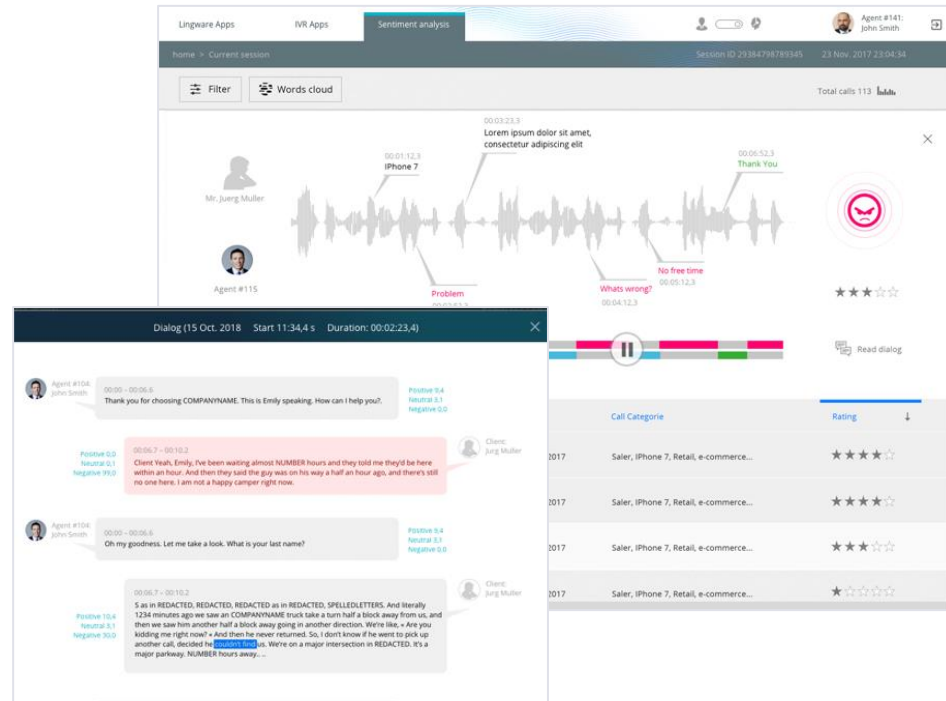 Lingware Apps
IVR Apps
Sentiment analysis
Agent #141:
John Smith
home > Current session
Session ID 29384798789345
23 Nov. 2017 23:04:34
Filter
Words cloud
Total calls 113
00:03:23,3
Lorem ipsum dolor sit amet,
consectetur adipiscing elit
00:01:12,3
IPhone 7
00:05:52,3
Thank You
Mr. Juerg Muller
Agent #115
Problem
Whats wrong?
00:04:12,3
No free time
00:05:12,3
Read dialog
Call Categorie
Rating
2017
Saler, IPhone 7, Retail, e-commerce...
2017
Saler, IPhone 7, Retail, e-commerce...
2017
Saler, IPhone 7, Retail, e-commerce...
2017
Saler, IPhone 7, Retail, e-commerce...
Dialog (15 Oct. 2018 Start 11:34,4 s Duration: 00:02:23,4)
Agent #104:
John Smith
00:00 – 00:06.6
Thank you for choosing COMPANYNAME. This is Emily speaking. How can I help you?.
Positive 9,4
Neutral 3,1
Negative 0,0
Positive 0,0
Neutral 0,1
Negative 99,0
00:06.7 – 00:10,2
Client Yeah, Emily, I've been waiting almost NUMBER hours and they told me they'd be here
within an hour. And then they said the guy was on his way a half an hour ago, and there's still
no one here. I am not a happy camper right now.
Client:
Jurg Muller
Agent #104:
John Smith
00:00 – 00:06.6
Oh my goodness. Let me take a look. What is your last name?
Positive 9,4
Neutral 3,1
Negative 0,0
Positive 10,4
Neutral 3,1
Negative 30,0
00:06.7 – 00:10,2
S as in REDACTED, REDACTED, REDACTED as in REDACTED, SPELLEDLETTERS. And literally
1234 minutes ago we saw an COMPANYNAME truck take a turn half a block away from us, and
then we saw him another half a block away going in another direction. We're like, « Are you
kidding me right now? « And then he never returned. So, I don't know if he went to pick up
another call, decided he couldn't find us. We're on a major intersection in REDACTED. It's a
major parkway. NUMBER hours away.. ..
Client:
Jurg Muller